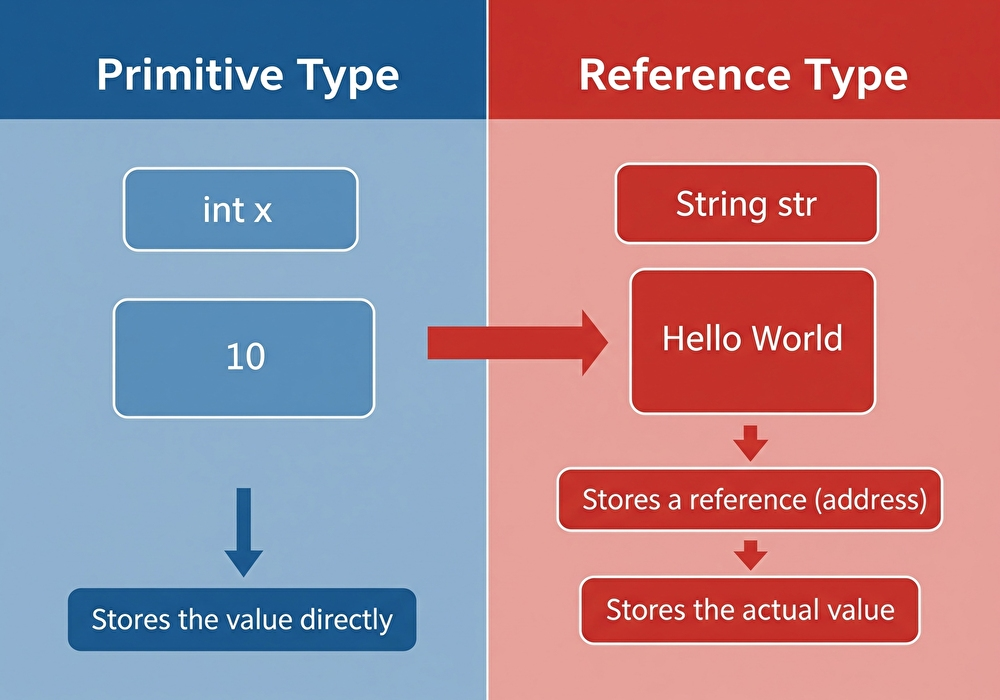 Primitive Type
int x
10
Stores the value directly
Reference Type
String str
Hello World
Stores a reference (address)
Stores the actual value